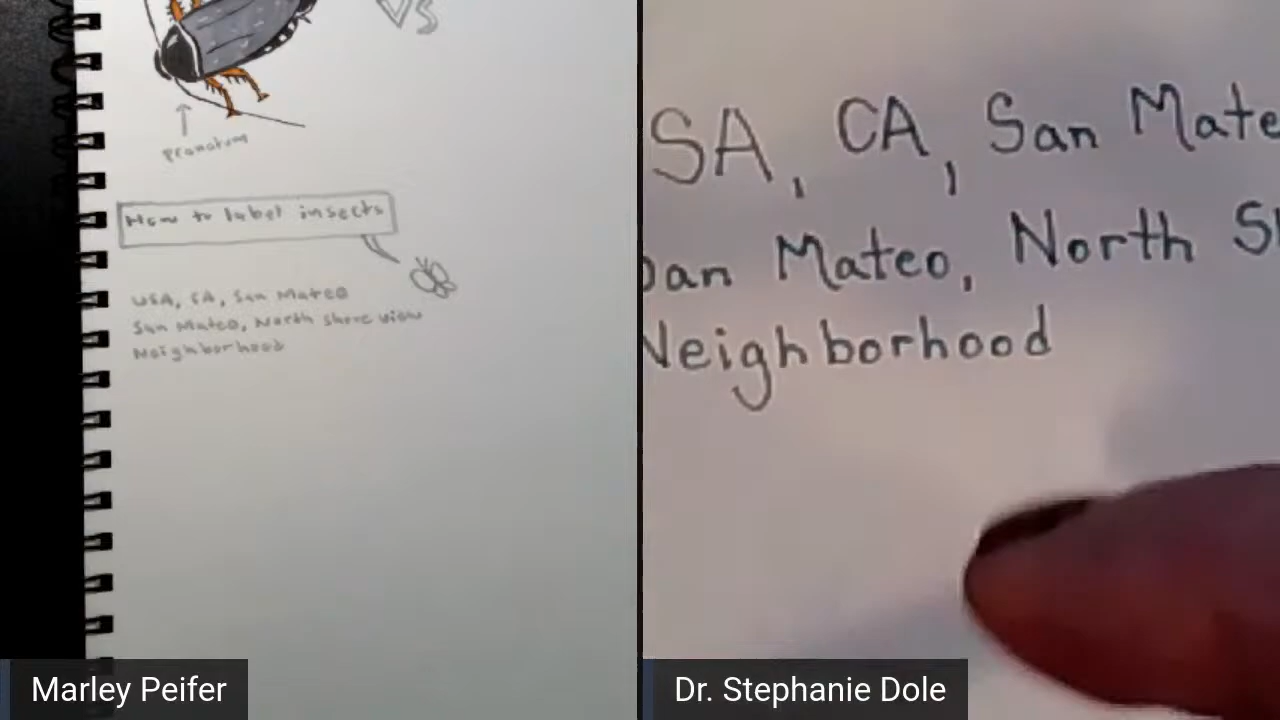 VS
pronotum
How to label insects
USA, CA, San Mateo
San Mateo, North Shore view
Neighborhood
SA, CA, San Mate
San Mateo, North S
Neighborhood
Marley Peifer
Dr. Stephanie Dole